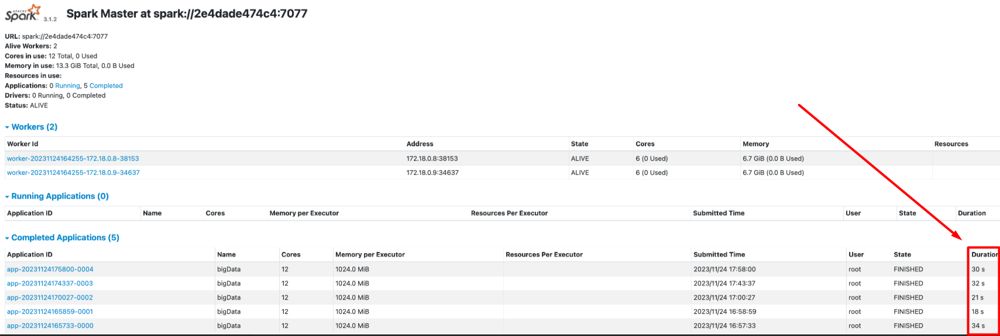 APACHE
Spark 3.1.2 Spark Master at spark://2e4dade474c4:7077
URL: spark://2e4dade474c4:7077
Alive Workers: 2
Cores in use: 12 Total, 0 Used
Memory in use: 13.3 GiB Total, 0.0 B Used
Resources in use:
Applications: 0 Running, 5 Completed
Drivers: 0 Running, 0 Completed
Status: ALIVE
Workers (2)
Worker Id Address State Cores Memory Resources
worker-20231124164255-172.18.0.8-38153 172.18.0.8:38153 ALIVE 6 (0 Used) 6.7 GiB (0.0 B Used)
worker-20231124164255-172.18.0.9-34637 172.18.0.9:34637 ALIVE 6 (0 Used) 6.7 GiB (0.0 B Used)
Running Applications (0)
Application ID Name Cores Memory per Executor Resources Per Executor Submitted Time User State Duration
Completed Applications (5)
Application ID Name Cores Memory per Executor Resources Per Executor Submitted Time User State Duration
app-20231124175800-0004 bigData 12 1024.0 MiB 2023/11/24 17:58:00 root FINISHED 30 s
app-20231124174337-0003 bigData 12 1024.0 MiB 2023/11/24 17:43:37 root FINISHED 32 s
app-20231124170027-0002 bigData 12 1024.0 MiB 2023/11/24 17:00:27 root FINISHED 21 s
app-20231124165859-0001 bigData 12 1024.0 MiB 2023/11/24 16:58:59 root FINISHED 18 s
app-20231124165733-0000 bigData 12 1024.0 MiB 2023/11/24 16:57:33 root FINISHED 34 s